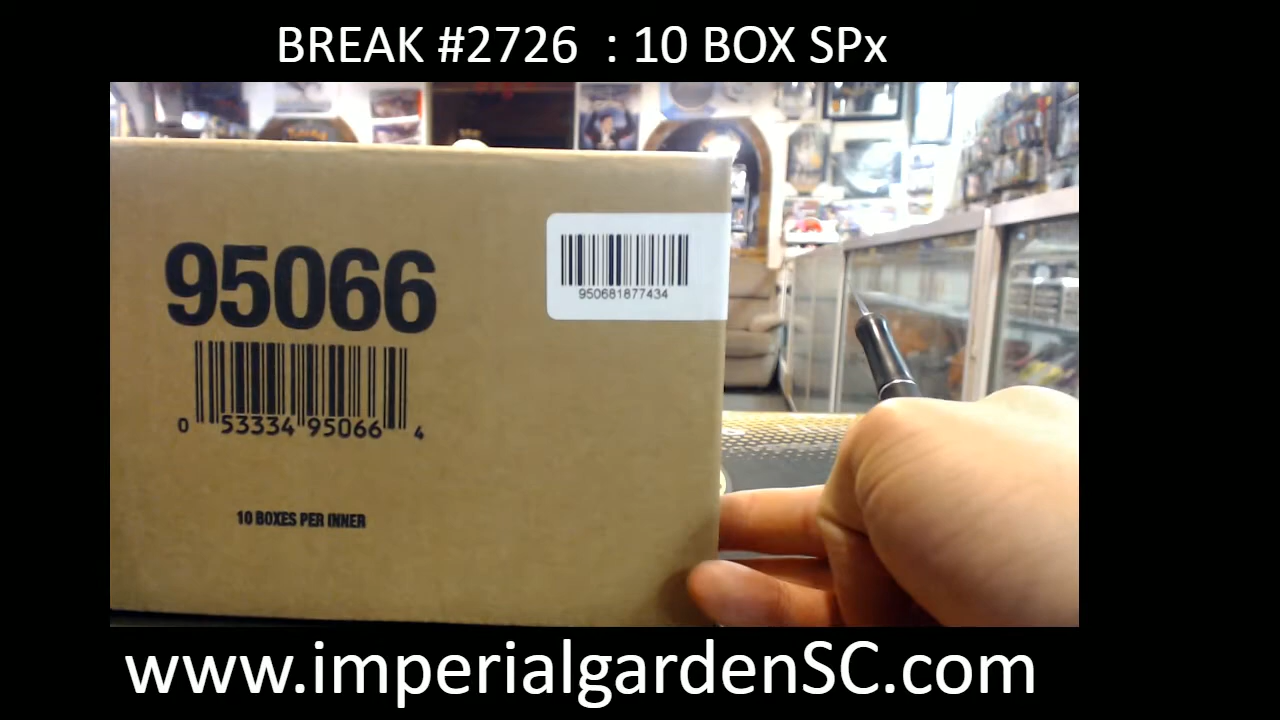 BREAK #2726  : 10 BOX SPx
95066
950681877434
0 53334 95066 4
10 BOXES PER INNER
www.imperialgardenSC.com